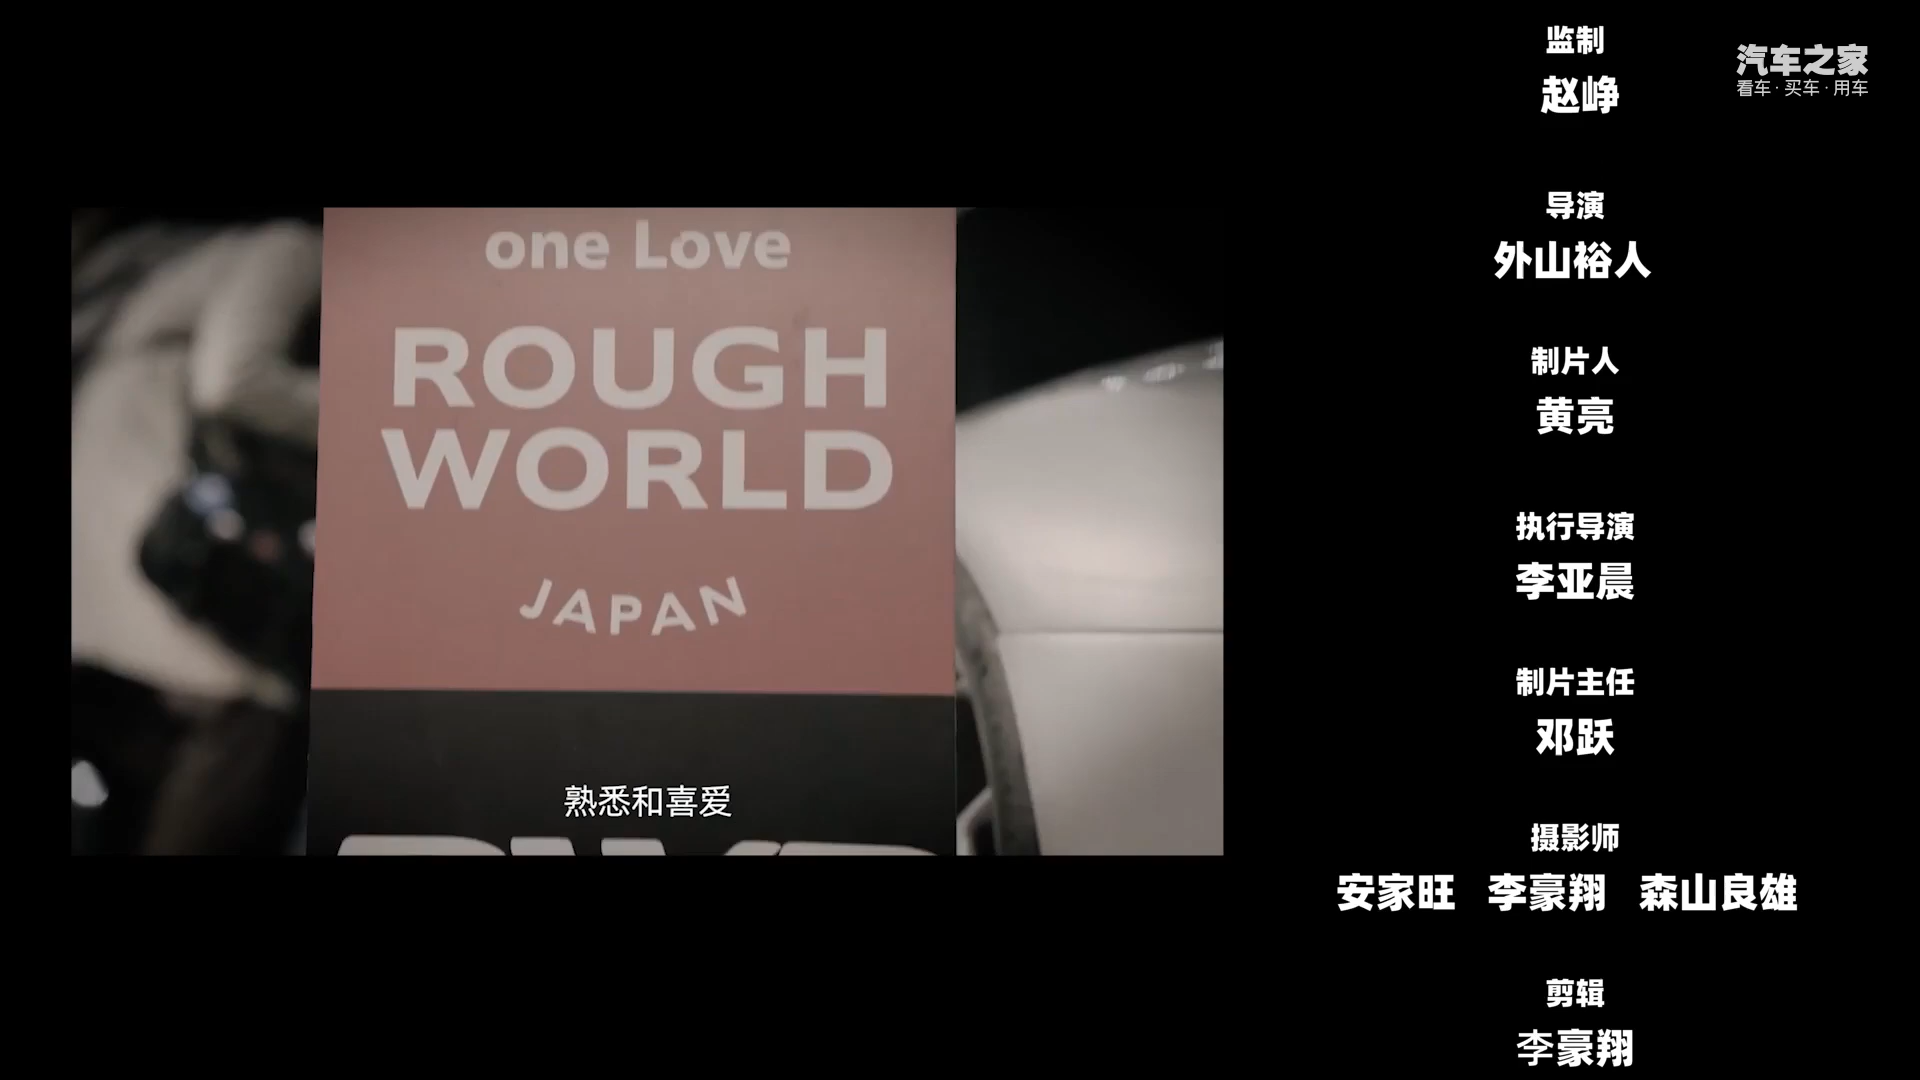 one Love
ROUGH
WORLD
JAPAN
熟悉和喜爱
监制
赵峥
导演
外山裕人
制片人
黄亮
执行导演
李亚晨
制片主任
邓跃
摄影师
安家旺 李豪翔 森山良雄
剪辑
李豪翔
汽车之家
看车·买车·用车